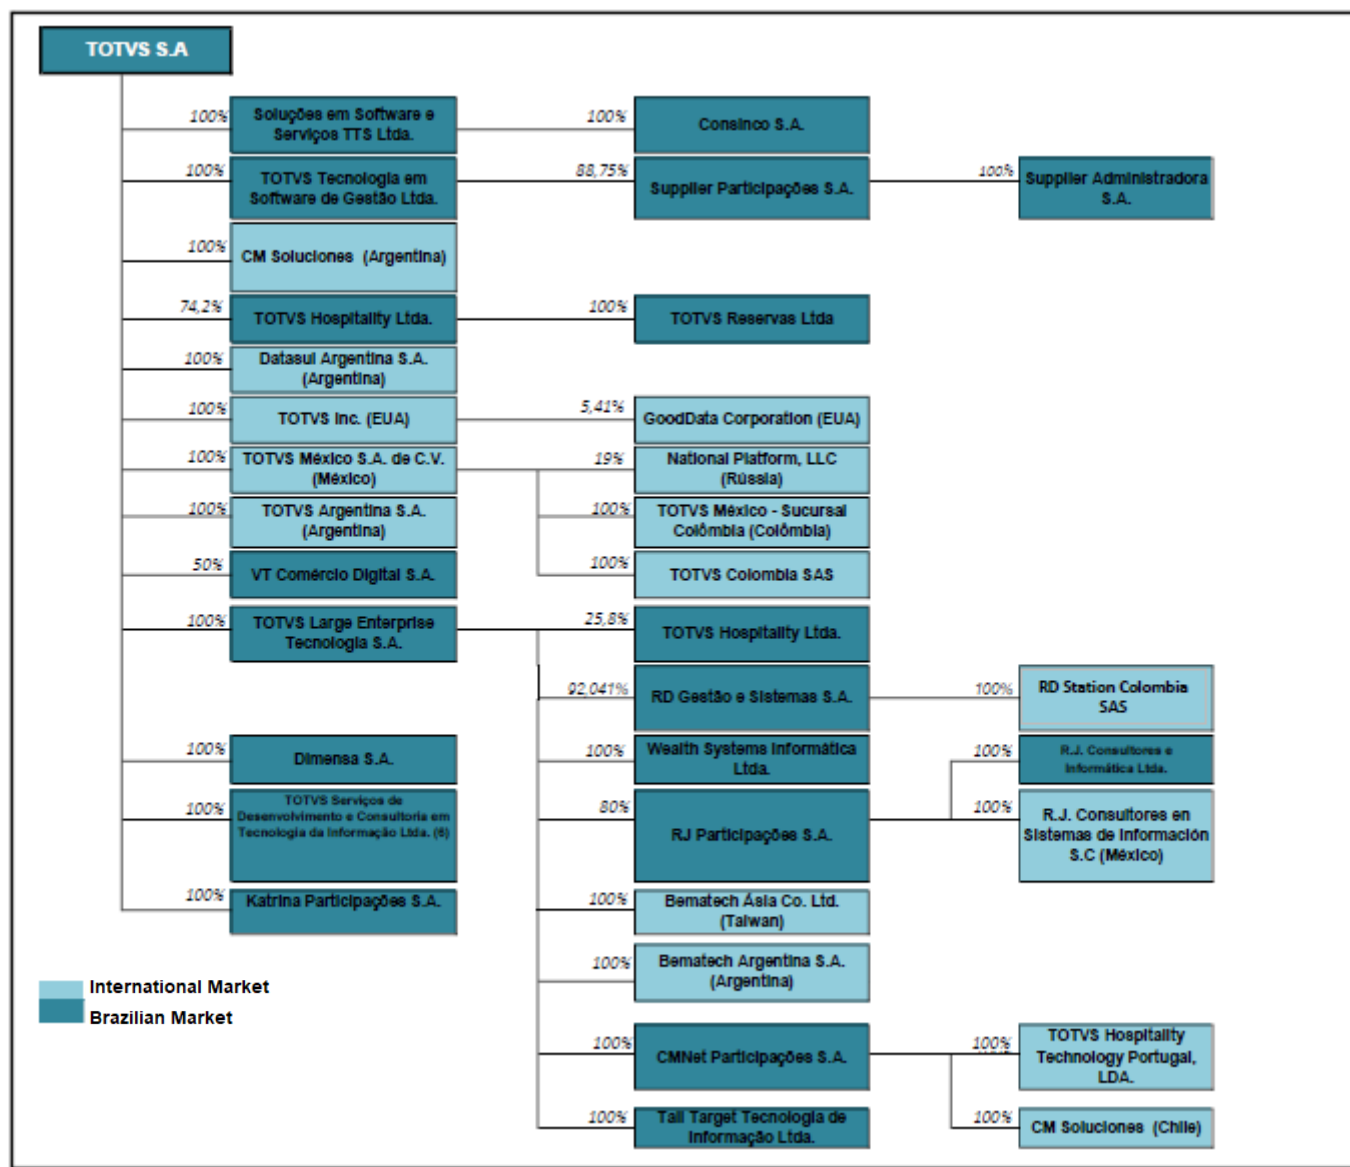 TOTVS S.A
100%
Soluções em Software e
Serviços TTS Ltda.
100%
Consinco S.A.
100%
TOTVS Tecnologia em
Software de Gestão Ltda.
88,75%
Supplier Participações S.A.
100%
Supplier Administradora
S.A.
100%
CM Soluciones (Argentina)
74,2%
TOTVS Hospitality Ltda.
100%
TOTVS Reservas Ltda
100%
Datasul Argentina S.A.
(Argentina)
100%
TOTVS Inc. (EUA)
5,41%
GoodData Corporation (EUA)
100%
TOTVS México S.A. de C.V.
(México)
19%
National Platform, LLC
(Rússia)
100%
TOTVS Argentina S.A.
(Argentina)
100%
TOTVS México - Sucursal
Colômbia (Colômbia)
50%
VT Comércio Digital S.A.
100%
TOTVS Colombia SAS
100%
TOTVS Large Enterprise
Tecnologia S.A.
25,8%
TOTVS Hospitality Ltda.
92,041%
RD Gestão e Sistemas S.A.
100%
RD Station Colombia
SAS
100%
Dimensa S.A.
100%
Wealth Systems Informática
Ltda.
100%
R.J. Consultores e
Informática Ltda.
100%
TOTVS Serviços de
Desenvolvimento e Consultoria em
Tecnologia da Informação Ltda. (6)
80%
RJ Participações S.A.
100%
R.J. Consultores en
Sistemas de Información
S.C (México)
100%
Katrina Participações S.A.
100%
Bematech Ásia Co. Ltd.
(Taiwan)
100%
Bematech Argentina S.A.
(Argentina)
International Market
Brazilian Market
100%
CMNet Participações S.A.
100%
TOTVS Hospitality
Technology Portugal,
LDA.
100%
Tail Target Tecnologia de
Informação Ltda.
100%
CM Soluciones (Chile)